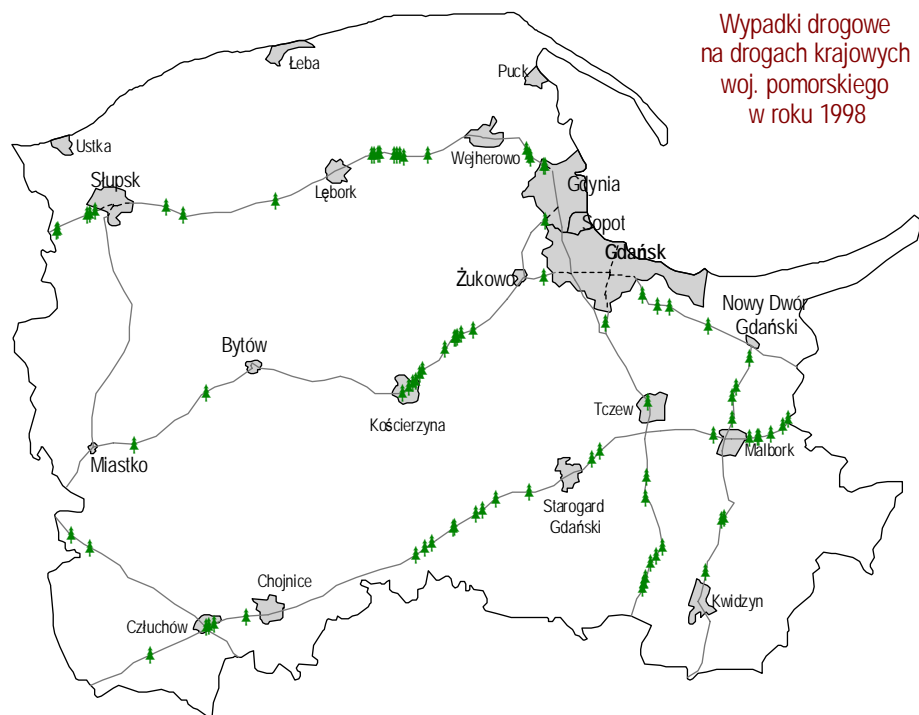 Wypadki drogowe
na drogach krajowych
woj. pomorskiego
w roku 1998
Łeba
Puck
Ustka
Wejherowo
Słupsk
Lębork
Gdynia
Sopot
Gdańsk
Żukowo
Nowy Dwór
Gdański
Bytów
Kościerzyna
Tczew
Malbork
Miastko
Starogard
Gdański
Chojnice
Człuchów
Kwidzyn